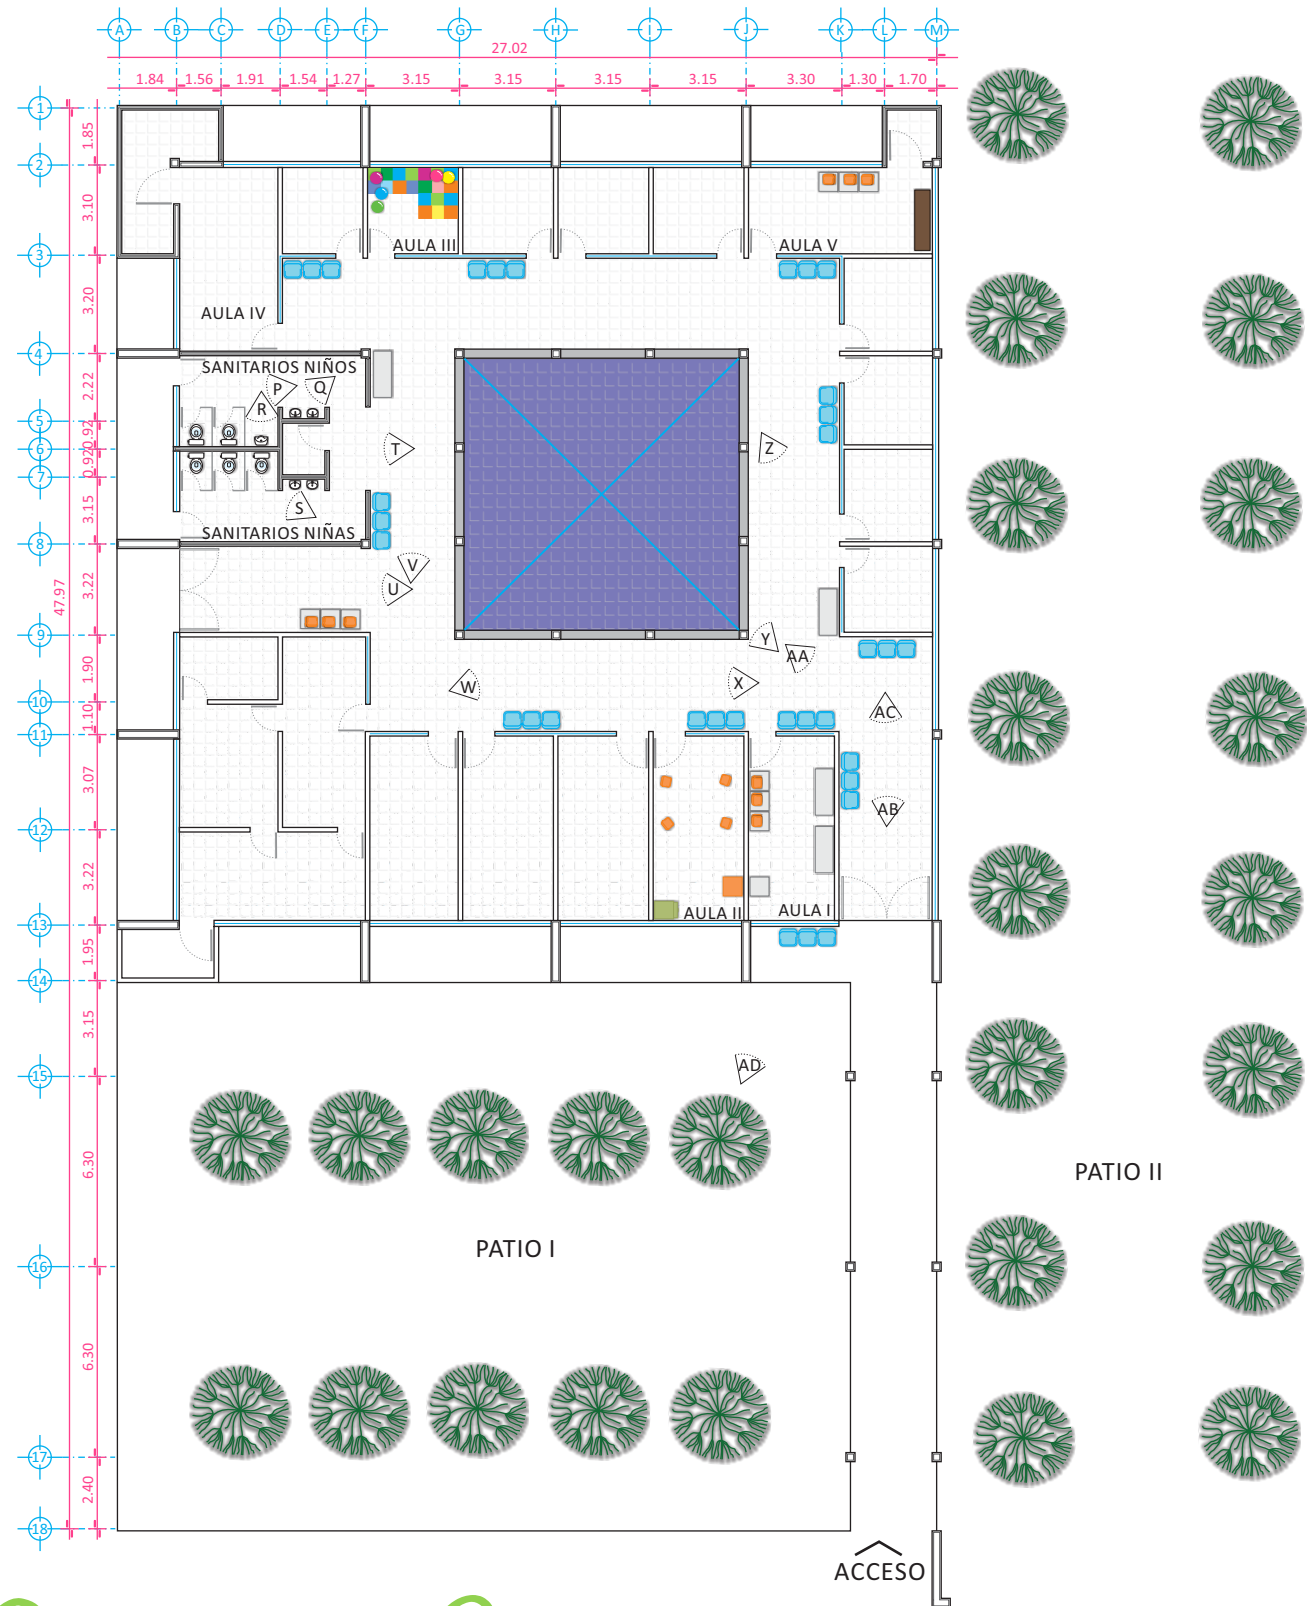 A B C D E F G H I J K L M
27.02
1.84 1.56 1.91 1.54 1.27 3.15 3.15 3.15 3.15 3.30 1.30 1.70
1
1.85
2
3.10
AULA III AULA V
3
3.20
AULA IV
4
SANITARIOS NIÑOS
2.22
P Q
R
5
0.92
6
T Z
0.92
7
3.15
S
SANITARIOS NIÑAS
8
V
U
3.22
47.97
9
Y
AA
1.90
W X
10
AC
1.10
11
3.07
AB
12
3.22
AULA II AULA I
13
1.95
14
3.15
AD
15
6.30
PATIO II
PATIO I
16
6.30
17
2.40
18
ACCESO